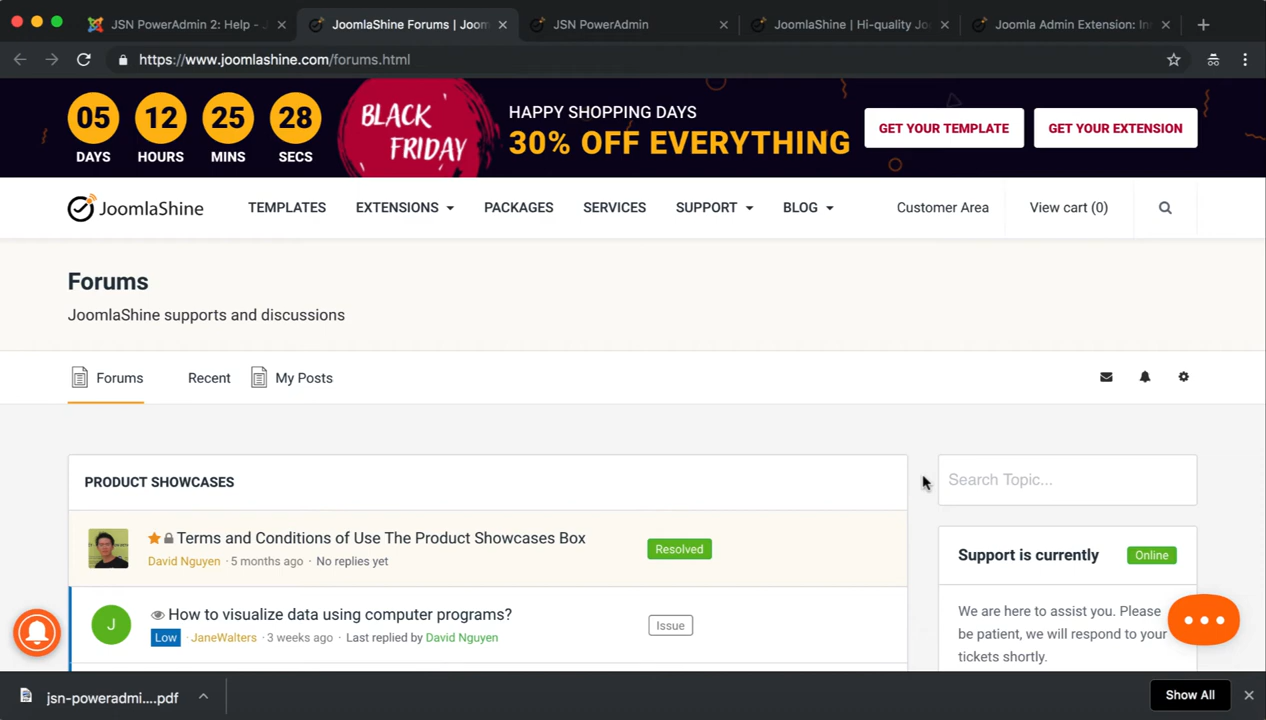 JSN PowerAdmin 2: Help - J
JoomlaShine Forums | Joom
JSN PowerAdmin
JoomlaShine | Hi-quality Jo
Joomla Admin Extension: In
https://www.joomlashine.com/forums.html
05 12 25 28
DAYS HOURS MINS SECS
BLACK
FRIDAY
HAPPY SHOPPING DAYS
30% OFF EVERYTHING
GET YOUR TEMPLATE
GET YOUR EXTENSION
JoomlaShine
TEMPLATES EXTENSIONS PACKAGES SERVICES SUPPORT BLOG Customer Area View cart (0)
Forums
JoomlaShine supports and discussions
Forums Recent My Posts
PRODUCT SHOWCASES
Terms and Conditions of Use The Product Showcases Box
David Nguyen · 5 months ago · No replies yet
Resolved
J
How to visualize data using computer programs?
Low · JaneWalters · 3 weeks ago · Last replied by David Nguyen
Issue
Search Topic...
Support is currently Online
We are here to assist you. Please
be patient, we will respond to your
tickets shortly.
jsn-poweradmi....pdf
Show All